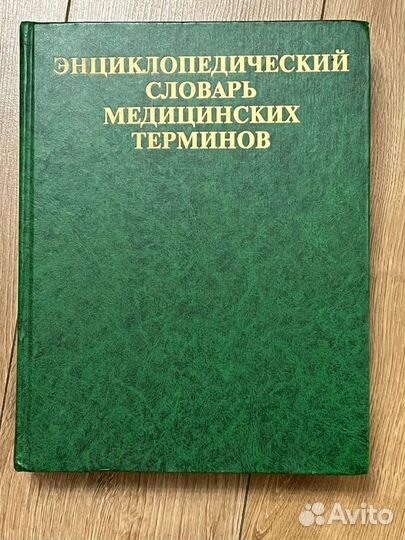 ЭНЦИКЛОПЕДИЧЕСКИЙ
СЛОВАРЬ
МЕДИЦИНСКИХ
ТЕРМИНОВ
Avito